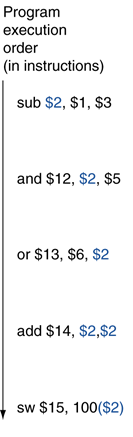 Program
execution
order
(in instructions)
sub $2, $1, $3
and $12, $2, $5
or $13, $6, $2
add $14, $2,$2
sw $15, 100($2)